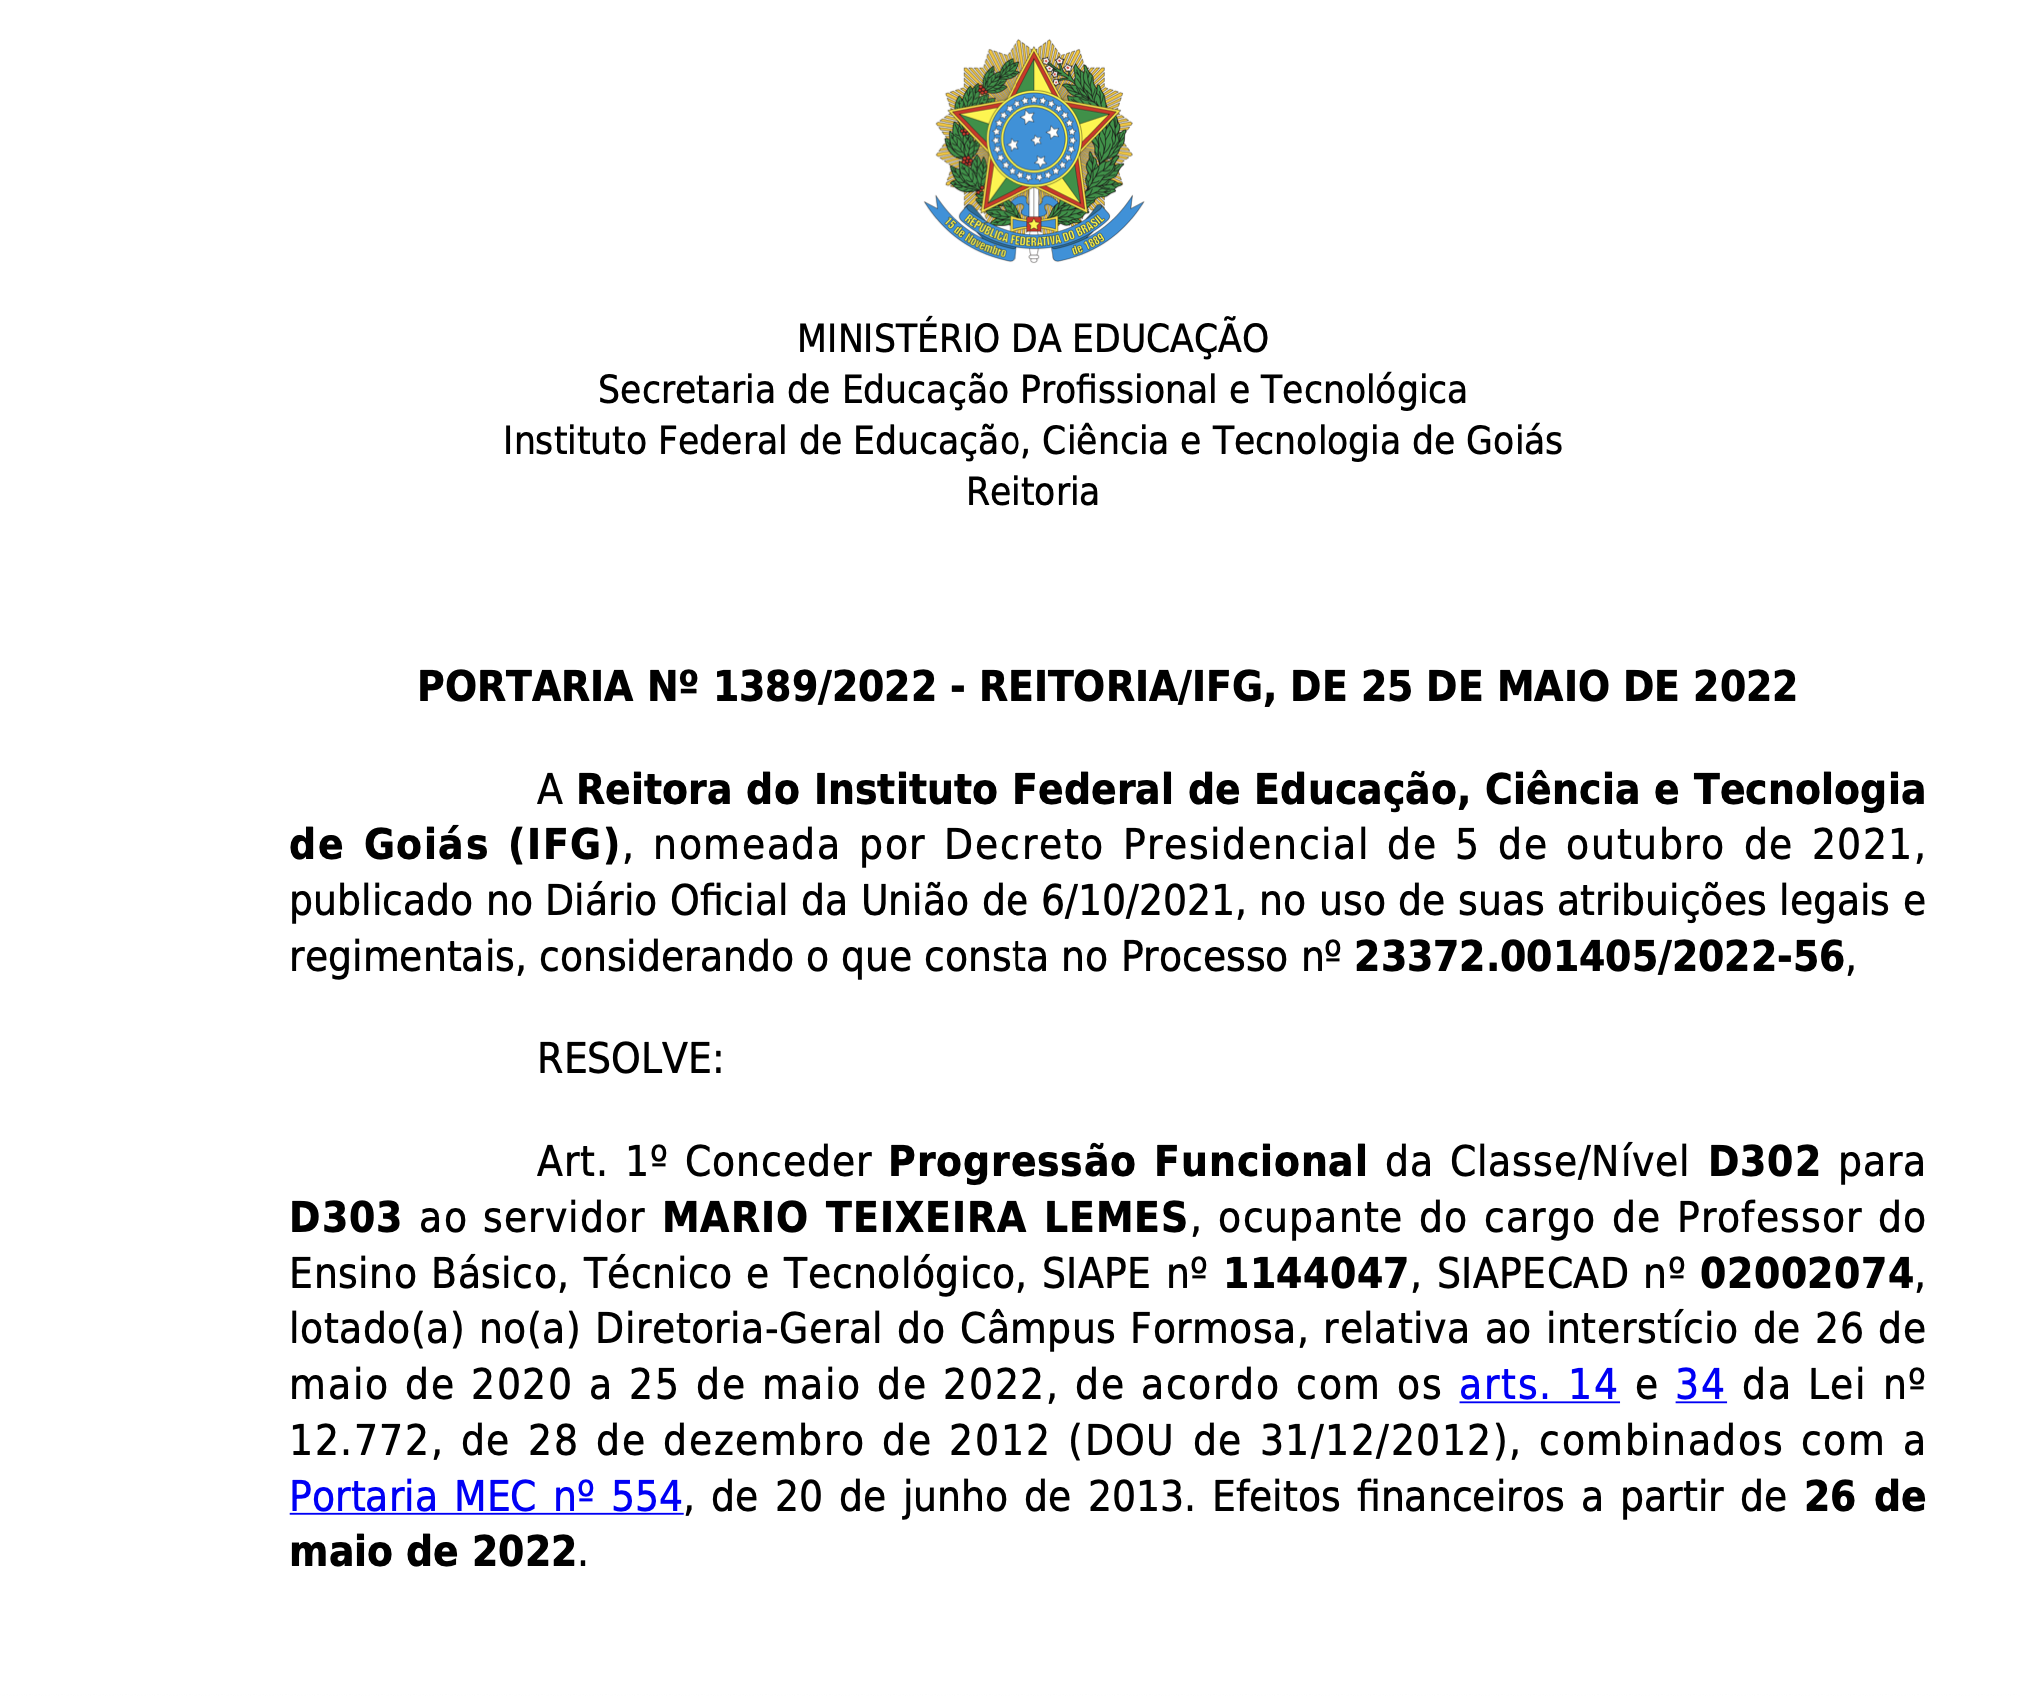 REPÚBLICA FEDERATIVA DO BRASIL
15 de Novembro de 1889
MINISTÉRIO DA EDUCAÇÃO
Secretaria de Educação Profissional e Tecnológica
Instituto Federal de Educação, Ciência e Tecnologia de Goiás
Reitoria
PORTARIA Nº 1389/2022 - REITORIA/IFG, DE 25 DE MAIO DE 2022
A Reitora do Instituto Federal de Educação, Ciência e Tecnologia
de Goiás (IFG), nomeada por Decreto Presidencial de 5 de outubro de 2021,
publicado no Diário Oficial da União de 6/10/2021, no uso de suas atribuições legais e
regimentais, considerando o que consta no Processo nº 23372.001405/2022-56,
RESOLVE:
Art. 1º Conceder Progressão Funcional da Classe/Nível D302 para
D303 ao servidor MARIO TEIXEIRA LEMES, ocupante do cargo de Professor do
Ensino Básico, Técnico e Tecnológico, SIAPE nº 1144047, SIAPECAD nº 02002074,
lotado(a) no(a) Diretoria-Geral do Câmpus Formosa, relativa ao interstício de 26 de
maio de 2020 a 25 de maio de 2022, de acordo com os arts. 14 e 34 da Lei nº
12.772, de 28 de dezembro de 2012 (DOU de 31/12/2012), combinados com a
Portaria MEC nº 554, de 20 de junho de 2013. Efeitos financeiros a partir de 26 de
maio de 2022.